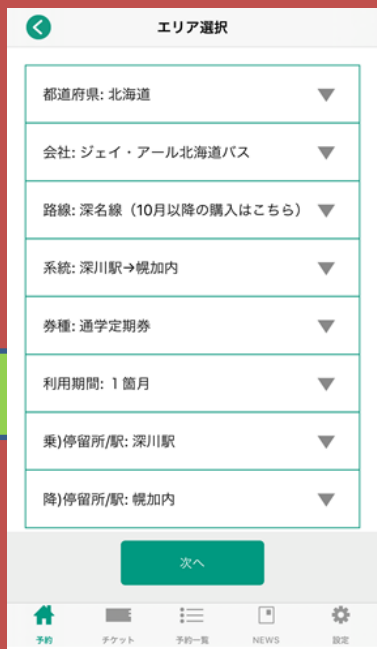 エリア選択
都道府県: 北海道
会社: ジェイ・アール北海道バス
路線: 深名線（10月以降の購入はこちら）
系統: 深川駅→幌加内
券種: 通学定期券
利用期間: 1箇月
乗)停留所/駅: 深川駅
降)停留所/駅: 幌加内
次へ
予約 チケット 予約一覧 NEWS 設定